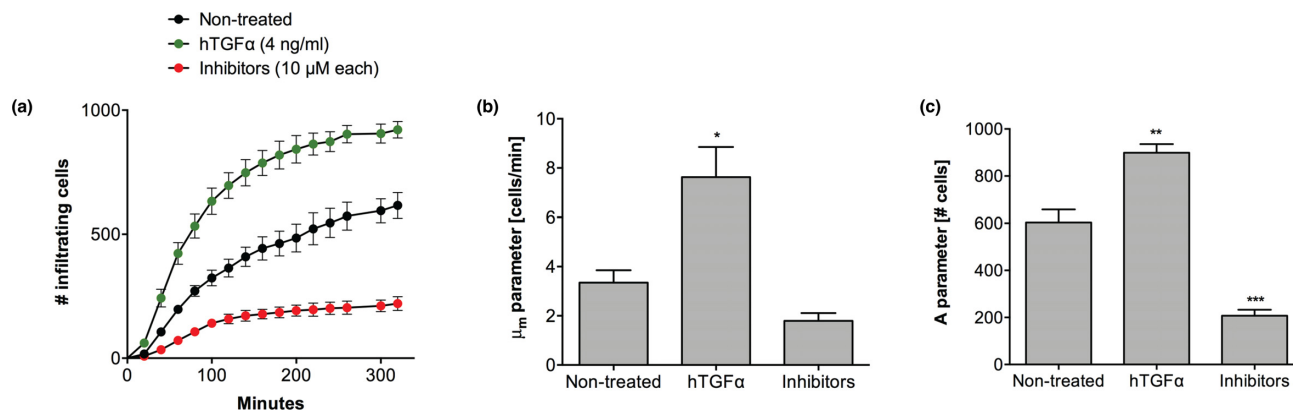 Non-treated
hTGFα (4 ng/ml)
Inhibitors (10 µM each)
(a)
1000
500
0
# infiltrating cells
0
100
200
300
Minutes
(b)
10
8
6
4
2
0
µm parameter [cells/min]
*
Non-treated
hTGFα
Inhibitors
(c)
1000
800
600
400
200
0
A parameter [# cells]
**
***
Non-treated
hTGFα
Inhibitors